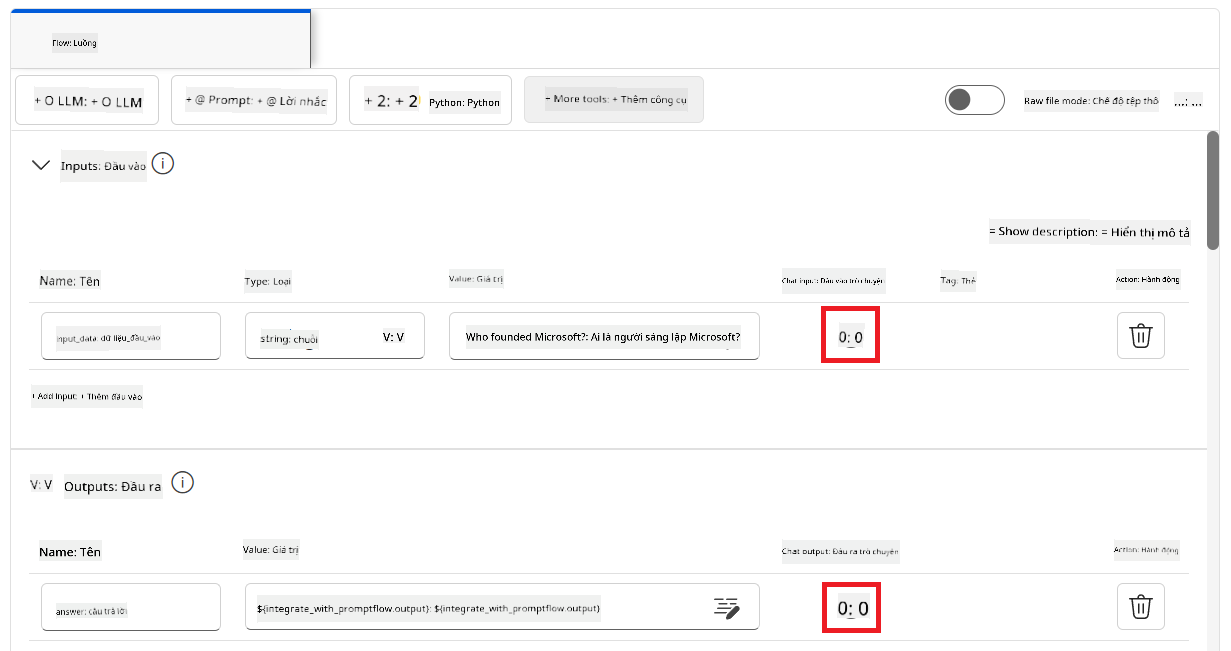 Flow: Luồng
+ O LLM: + O LLM
+ @ Prompt: + @ Lời nhắc
+ 2: + 2
Python: Python
+ More tools: + Thêm công cụ
Raw file mode: Chế độ tệp thô
...: ...
Inputs: Đầu vào
= Show description: = Hiển thị mô tả
Name: Tên
Type: Loại
Value: Giá trị
Chat input: Đầu vào trò chuyện
Tag: Thẻ
Action: Hành động
input_data: dữ liệu_đầu_vào
string: chuỗi
V: V
Who founded Microsoft?: Ai là người sáng lập Microsoft?
0: 0
+ Add input: + Thêm đầu vào
V: V
Outputs: Đầu ra
Name: Tên
Value: Giá trị
Chat output: Đầu ra trò chuyện
Action: Hành động
answer: câu trả lời
${integrate_with_promptflow.output}: ${integrate_with_promptflow.output}
0: 0